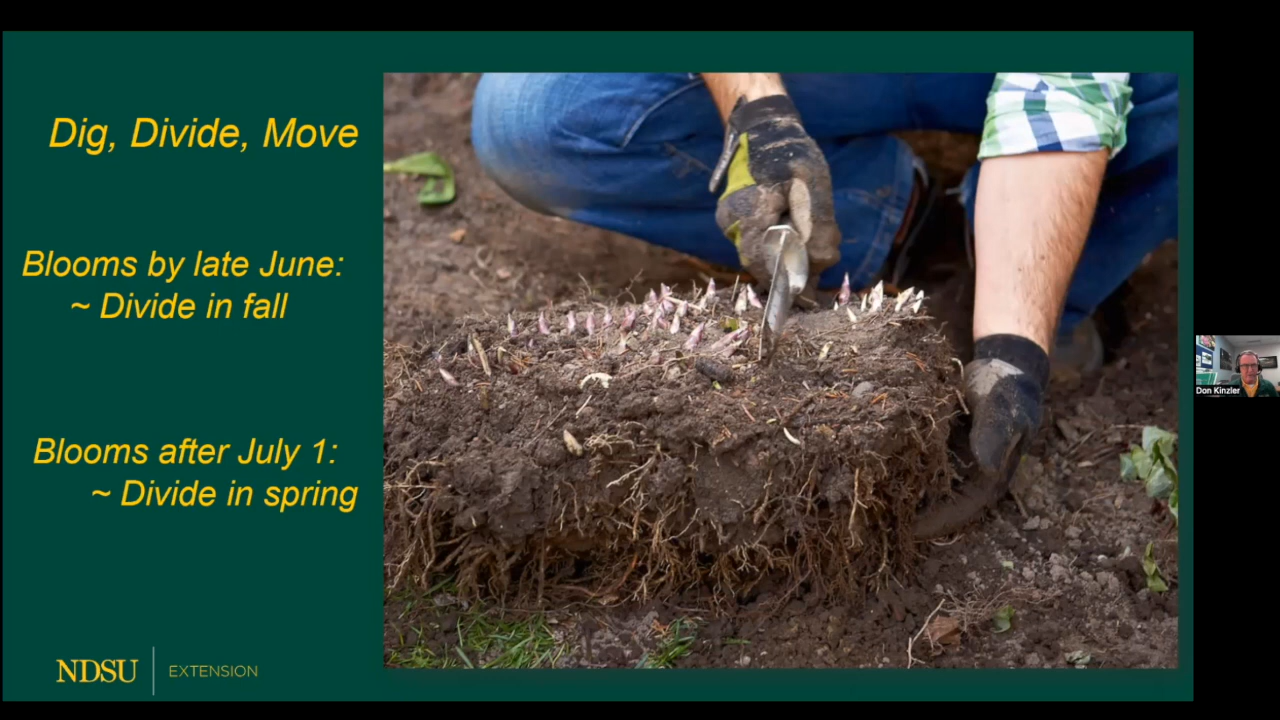 Dig, Divide, Move
Blooms by late June:
~ Divide in fall
Blooms after July 1:
~ Divide in spring
NDSU EXTENSION
Don Kinzler